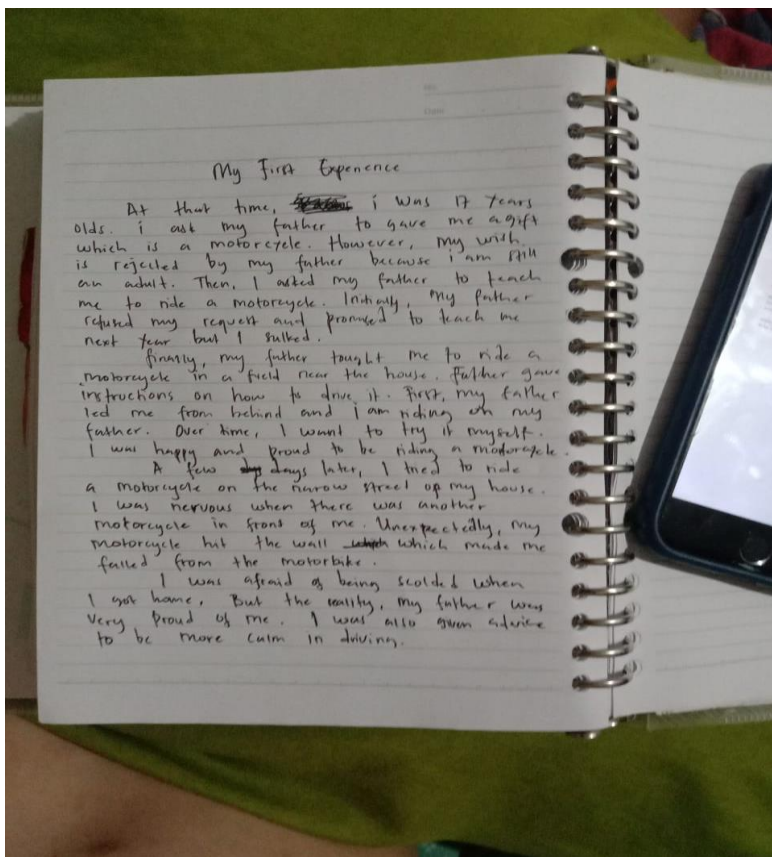 My First Experience
At that time, i was 17 years
olds. i ask my father to gave me a gift
which is a motorcycle. However, my wish
is rejected by my father because i am still
an adult. Then, I asked my father to teach
me to ride a motorcycle. Initially, my father
refused my request and promised to teach me
next year but I sulked.
finally, my father tought me to ride a
motorcycle in a field near the house. Father gave
instructions on how to drive it. First, my father
led me from behind and i am riding on my
father. Over time, I want to try it myself.
I was happy and proud to be riding a motorcycle.
A few days later, I tried to ride
a motorcycle on the narrow street of my house.
I was nervous when there was another
motorcycle in front of me. Unexpectedly, my
motorcycle hit the wall which made me
falled from the motorbike.
I was afraid of being scolded when
I got home, But the reality, my father was
very proud of me. I was also given advice
to be more calm in driving.